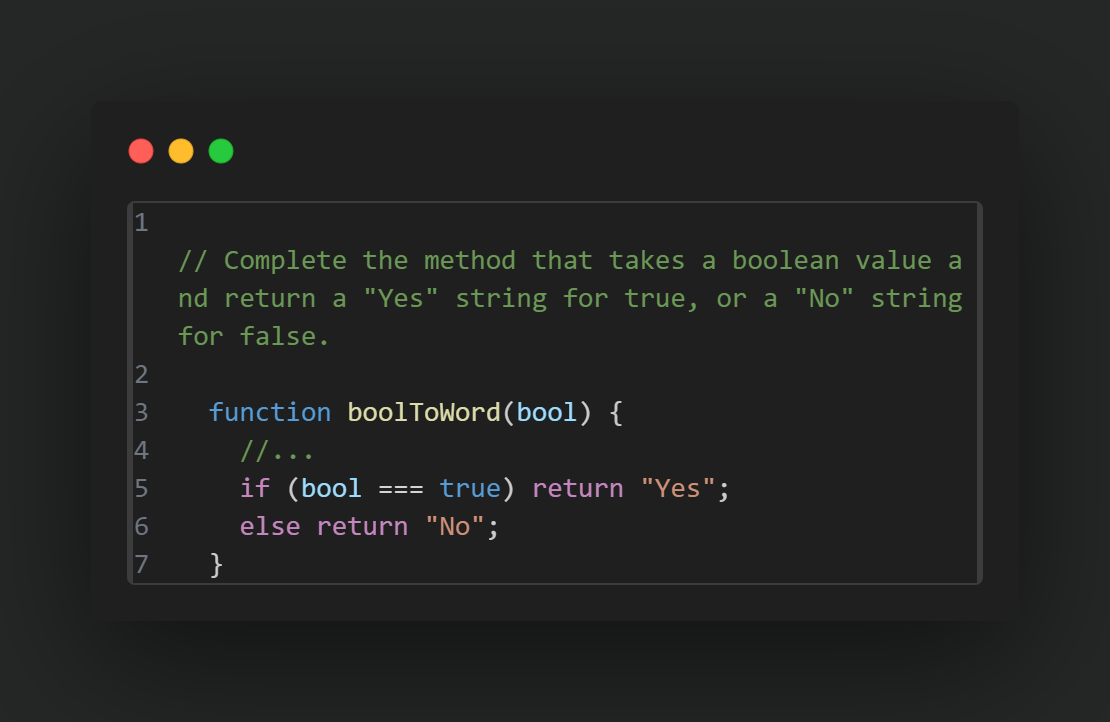 1
// Complete the method that takes a boolean value a
nd return a "Yes" string for true, or a "No" string
for false.
2
3 function boolToWord(bool) {
4 //...
5 if (bool === true) return "Yes";
6 else return "No";
7 }